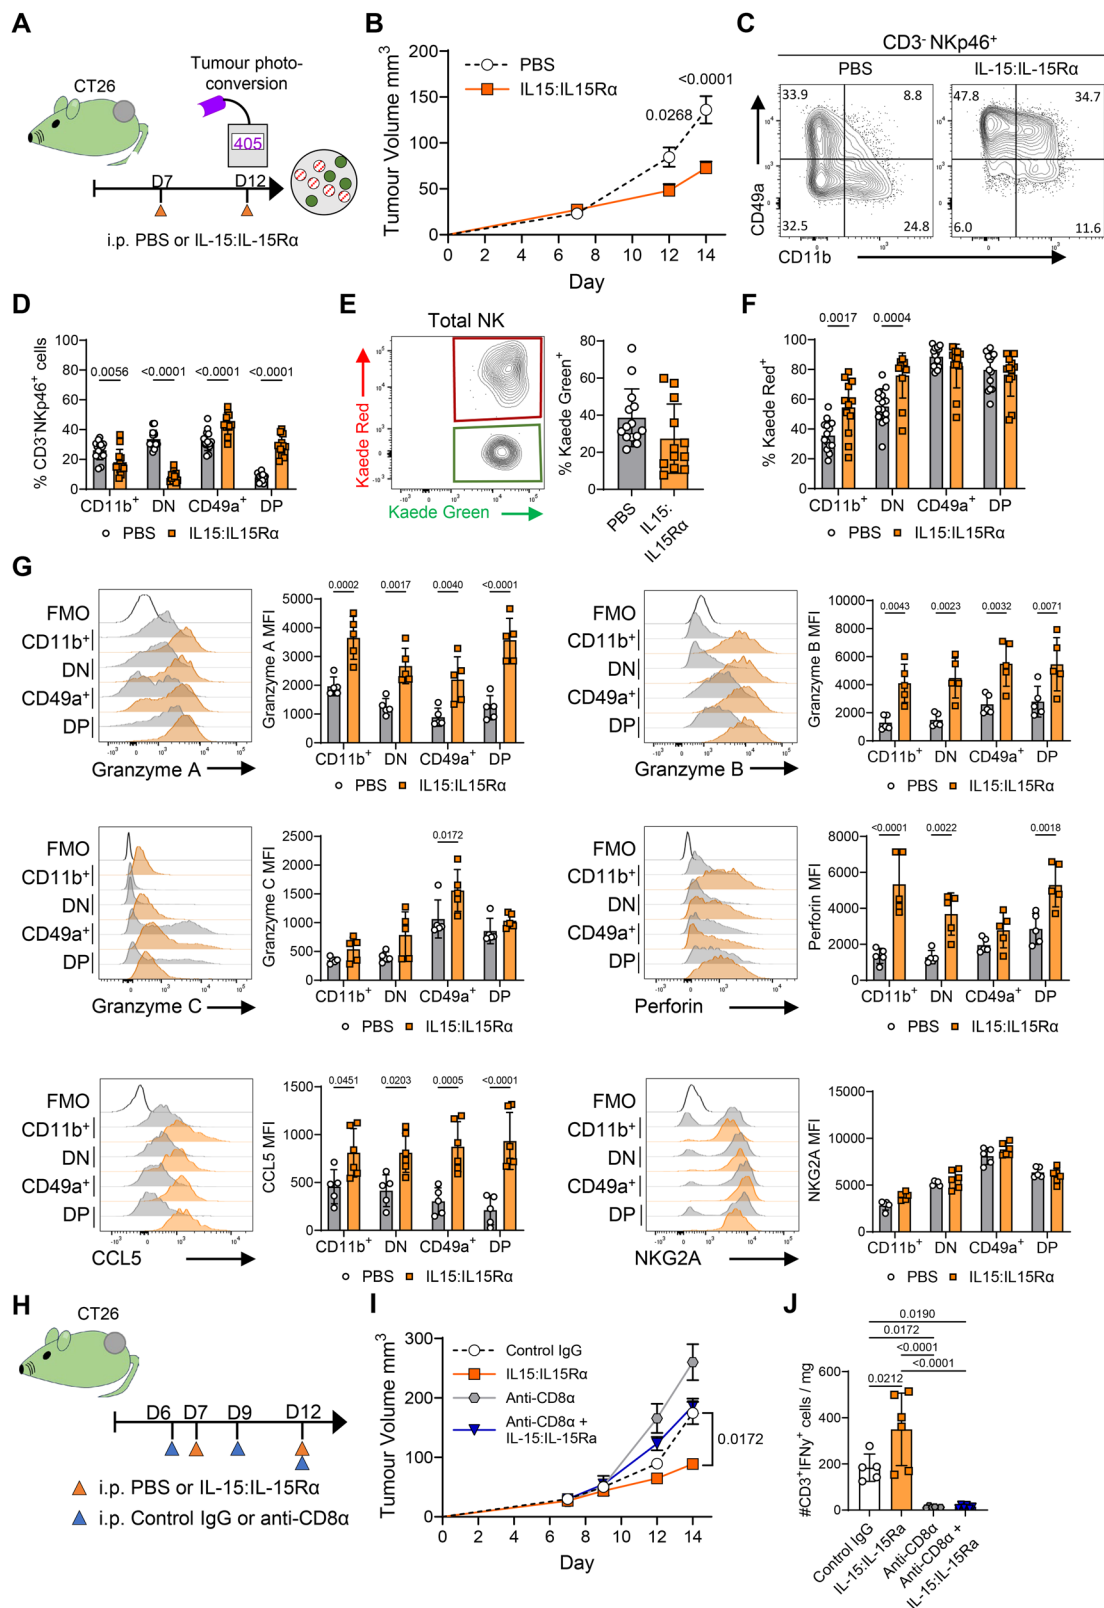 A
CT26
Tumour photo-
conversion
405
D7
D12
i.p. PBS or IL-15:IL-15Rα
B
Tumour Volume mm³
200
150
100
50
0
0 2 4 6 8 10 12 14
Day
PBS
IL15:IL15Rα
<0.0001
0.0268
C
CD3⁻ NKp46⁺
PBS
IL-15:IL-15Rα
33.9
8.8
32.5
24.8
47.8
34.7
6.0
11.6
CD49a
CD11b
D
% CD3⁻NKp46⁺ cells
100
80
60
40
20
0
0.0056
<0.0001
<0.0001
<0.0001
CD11b⁺
DN
CD49a⁺
DP
PBS
IL15:IL15Rα
E
Total NK
Kaede Red
Kaede Green
% Kaede Green⁺
80
60
40
20
0
PBS
IL15:
IL15Rα
F
% Kaede Red⁺
100
80
60
40
20
0
0.0017
0.0004
CD11b⁺
DN
CD49a⁺
DP
PBS
IL15:IL15Rα
G
FMO
CD11b⁺
DN
CD49a⁺
DP
Granzyme A
Granzyme A MFI
5000
4000
3000
2000
1000
0
0.0002
0.0017
0.0040
<0.0001
CD11b⁺
DN
CD49a⁺
DP
PBS
IL15:IL15Rα
FMO
CD11b⁺
DN
CD49a⁺
DP
Granzyme B
Granzyme B MFI
10000
8000
6000
4000
2000
0
0.0043
0.0023
0.0032
0.0071
CD11b⁺
DN
CD49a⁺
DP
PBS
IL15:IL15Rα
FMO
CD11b⁺
DN
CD49a⁺
DP
Granzyme C
Granzyme C MFI
2500
2000
1500
1000
500
0
0.0172
CD11b⁺
DN
CD49a⁺
DP
PBS
IL15:IL15Rα
FMO
CD11b⁺
DN
CD49a⁺
DP
Perforin
Perforin MFI
8000
6000
4000
2000
0
<0.0001
0.0022
0.0018
CD11b⁺
DN
CD49a⁺
DP
PBS
IL15:IL15Rα
FMO
CD11b⁺
DN
CD49a⁺
DP
CCL5
CCL5 MFI
1500
1000
500
0
0.0451
0.0203
0.0005
<0.0001
CD11b⁺
DN
CD49a⁺
DP
PBS
IL15:IL15Rα
FMO
CD11b⁺
DN
CD49a⁺
DP
NKG2A
NKG2A MFI
15000
10000
5000
0
CD11b⁺
DN
CD49a⁺
DP
PBS
IL15:IL15Rα
H
CT26
D6 D7 D9 D12
i.p. PBS or IL-15:IL-15Rα
i.p. Control IgG or anti-CD8α
I
Tumour Volume mm³
300
200
100
0
0 2 4 6 8 10 12 14
Day
Control IgG
IL15:IL15Rα
Anti-CD8α
Anti-CD8α +
IL-15:IL-15Ra
0.0172
J
#CD3⁺IFNγ⁺ cells / mg
600
400
200
0
0.0190
0.0172
<0.0001
<0.0001
0.0212
Control IgG
IL-15:IL-15Ra
Anti-CD8α
Anti-CD8α +
IL-15:IL-15Ra